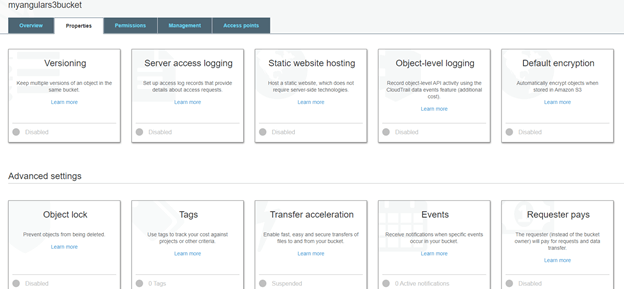 myangulars3bucket
Overview
Properties
Permissions
Management
Access points
Versioning
Keep multiple versions of an object in the
same bucket.
Learn more
Disabled
Server access logging
Set up access log records that provide
details about access requests.
Learn more
Disabled
Static website hosting
Host a static website, which does not
require server-side technologies.
Learn more
Disabled
Object-level logging
Record object-level API activity using the
CloudTrail data events feature (additional
cost).
Learn more
Disabled
Default encryption
Automatically encrypt objects when
stored in Amazon S3
Learn more
Disabled
Advanced settings
Object lock
Prevent objects from being deleted.
Learn more
Disabled
Tags
Use tags to track your cost against
projects or other criteria.
Learn more
0 Tags
Transfer acceleration
Enable fast, easy and secure transfers of
files to and from your bucket.
Learn more
Suspended
Events
Receive notifications when specific events
occur in your bucket.
Learn more
0 Active notifications
Requester pays
The requester (instead of the bucket
owner) will pay for requests and data
transfer.
Learn more
Disabled